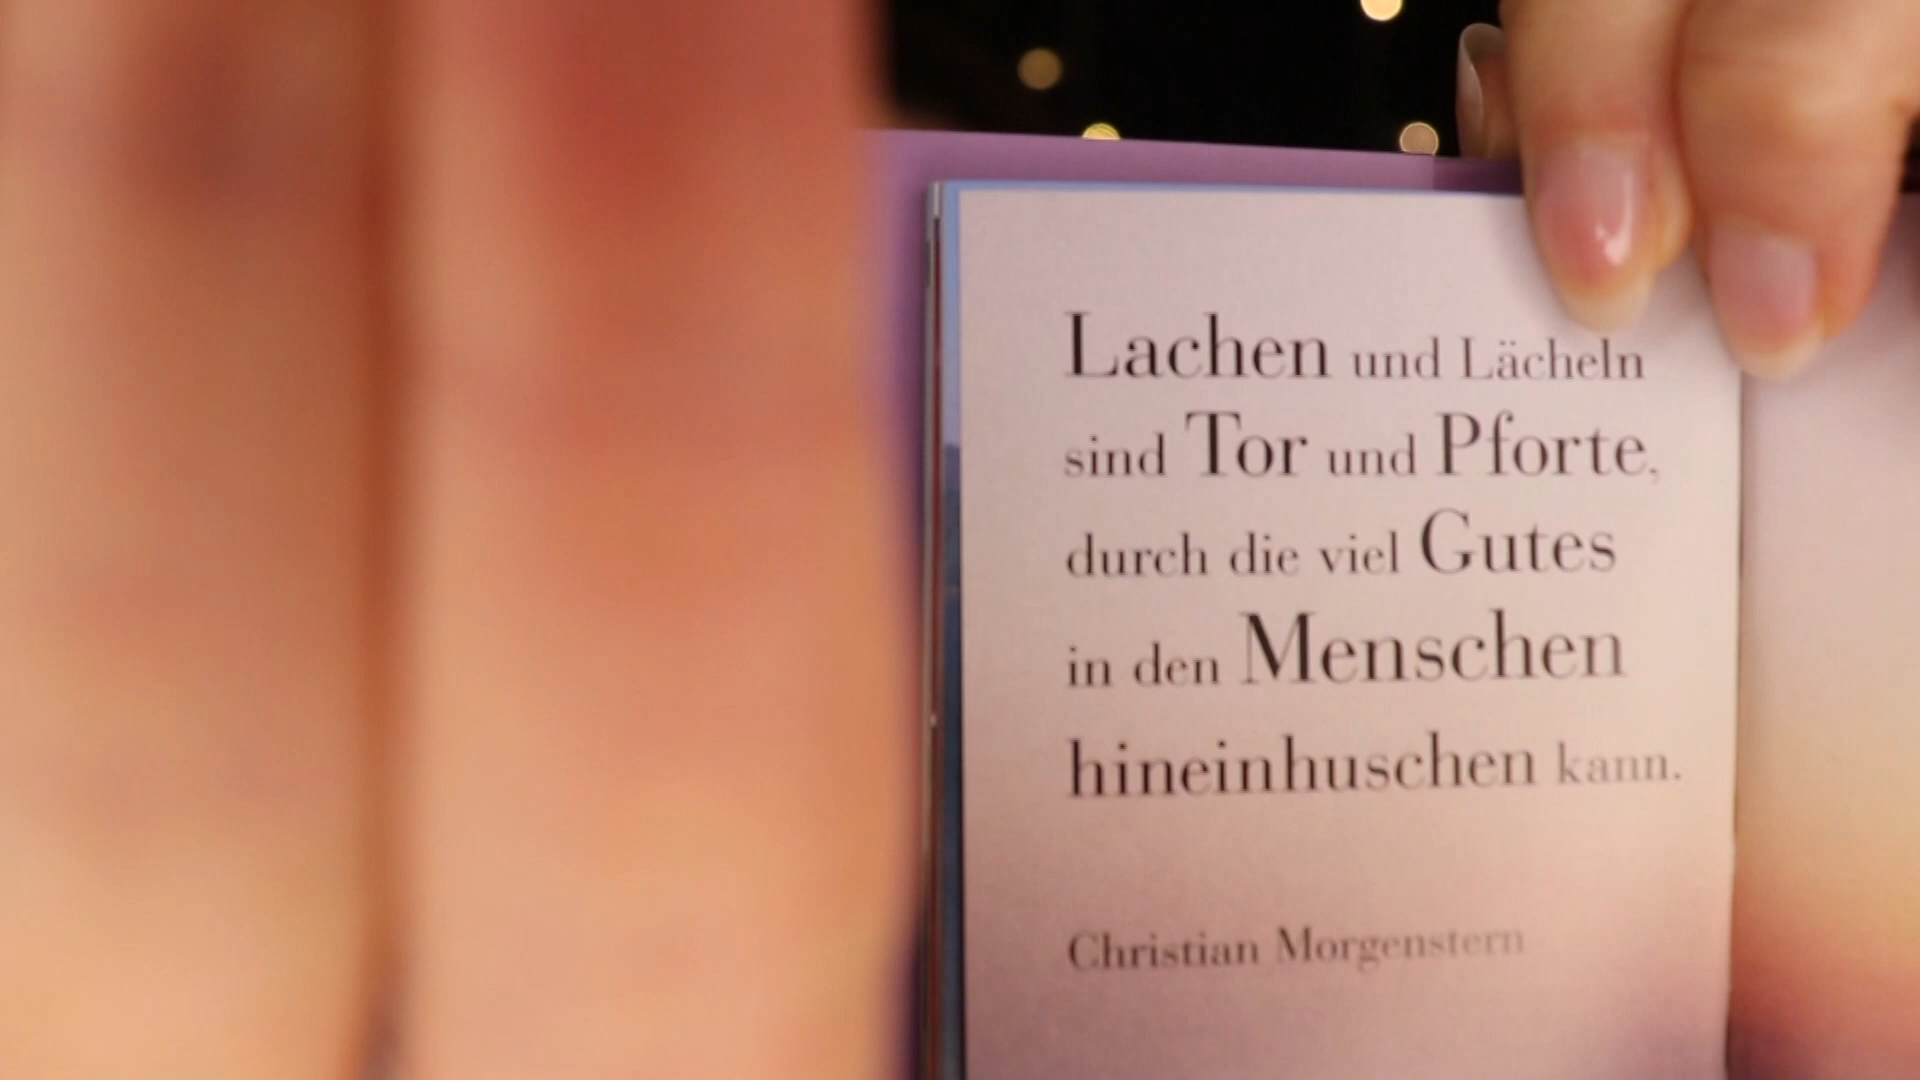 Lachen und Lächeln
sind Tor und Pforte,
durch die viel Gutes
in den Menschen
hineinhuschen kann.
Christian Morgenstern